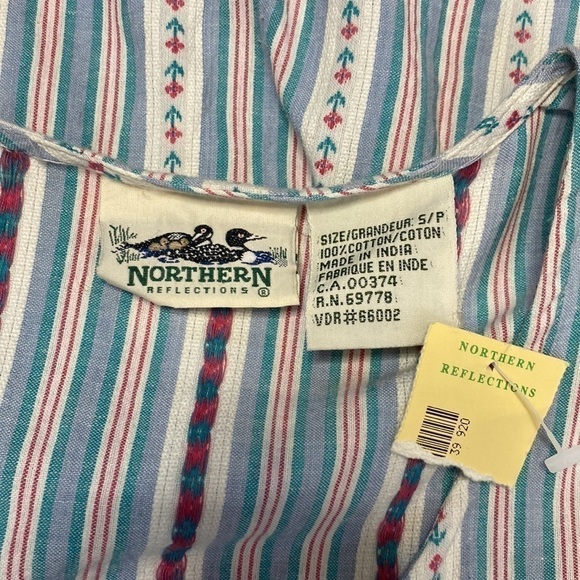 NORTHERN
REFLECTIONS ®
SIZE/GRANDEUR S/P
100% COTTON/COTON
MADE IN INDIA
FABRIQUE EN INDE
C.A. 00374
R.N. 69778
VDR#66002
NORTHERN
REFLECTIONS
39 920